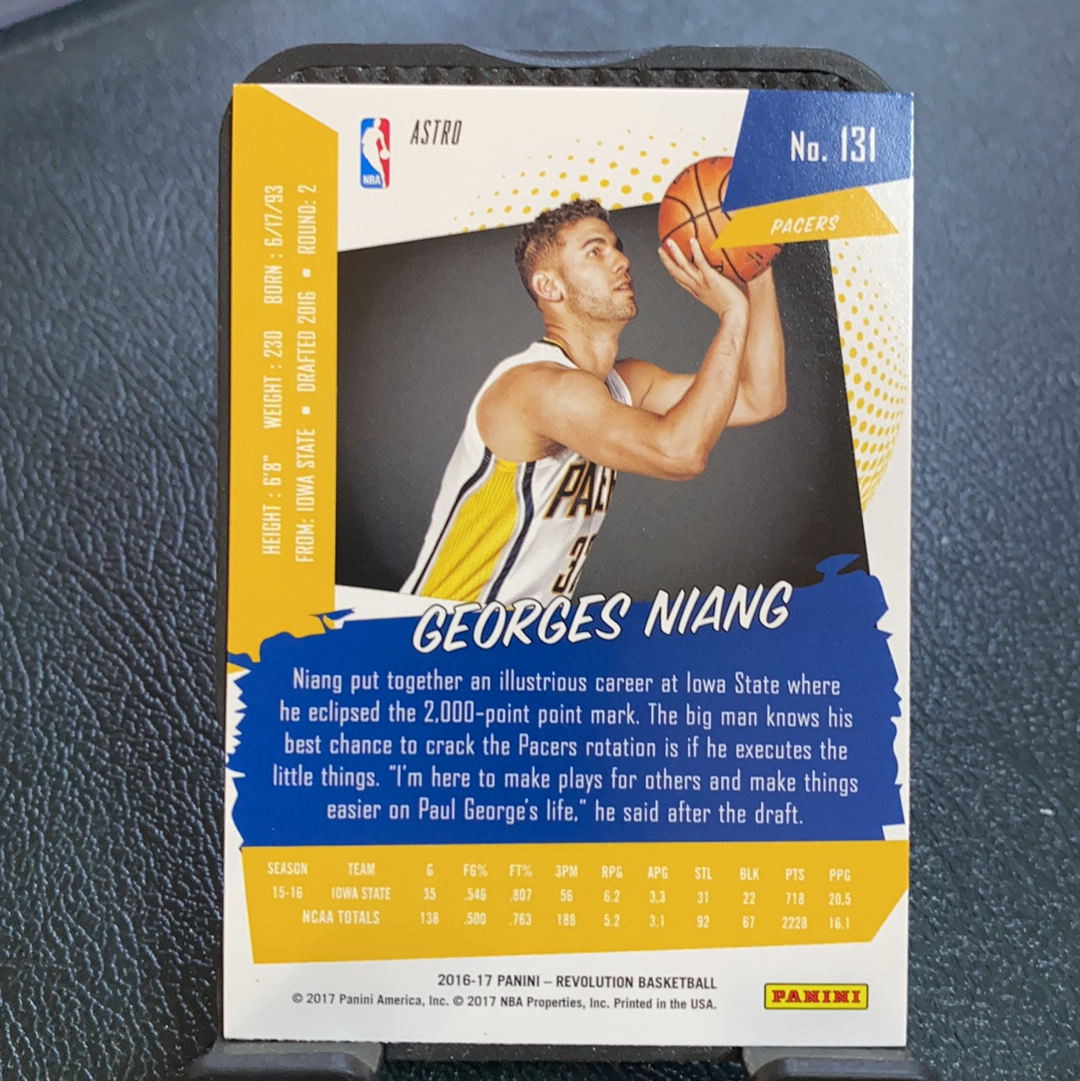 NBA
ASTRO
No. 131
PACERS
HEIGHT : 6'8" WEIGHT : 230 BORN : 6/17/93
FROM: IOWA STATE ■ DRAFTED 2016 ■ ROUND: 2
GEORGES NIANG
Niang put together an illustrious career at Iowa State where
he eclipsed the 2,000-point point mark. The big man knows his
best chance to crack the Pacers rotation is if he executes the
little things. "I'm here to make plays for others and make things
easier on Paul George's life," he said after the draft.
SEASON TEAM G FG% FT% 3PM RPG APG STL BLK PTS PPG
15-16 IOWA STATE 35 .546 .807 56 6.2 3.3 31 22 718 20.5
NCAA TOTALS 138 .500 .763 188 5.2 3.1 92 67 2228 16.1
2016-17 PANINI – REVOLUTION BASKETBALL
© 2017 Panini America, Inc. © 2017 NBA Properties, Inc. Printed in the USA.
PANINI